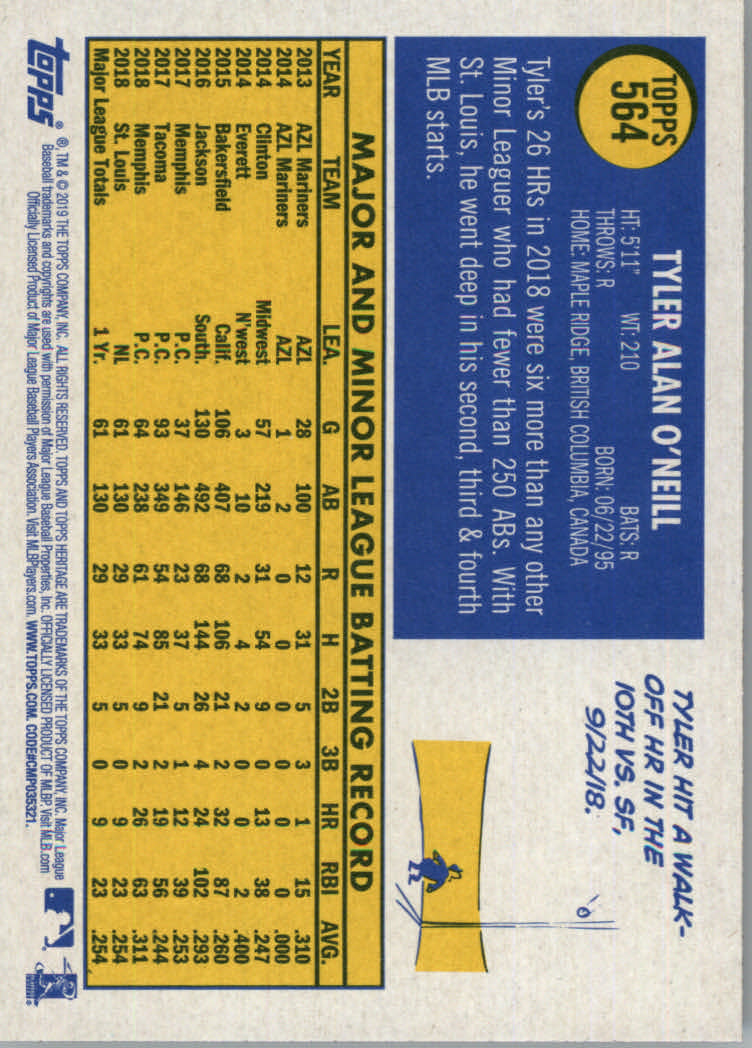 TOPPS
564
TYLER ALAN O'NEILL
HT: 5'11" WT: 210 BATS: R
THROWS: R BORN: 06/22/95
HOME: MAPLE RIDGE, BRITISH COLUMBIA, CANADA
Tyler's 26 HRs in 2018 were six more than any other
Minor Leaguer who had fewer than 250 ABs. With
St. Louis, he went deep in his second, third & fourth
MLB starts.
TYLER HIT A WALK-
OFF HR IN THE
10TH VS. SF,
9/22/18.
MAJOR AND MINOR LEAGUE BATTING RECORD
YEAR TEAM LEA. G AB R H 2B 3B HR RBI AVG.
2013 AZL Mariners AZL 28 100 12 31 5 3 1 15 .310
2014 AZL Mariners AZL 1 2 0 0 0 0 0 0 .000
2014 Clinton Midwest 57 219 31 54 9 0 13 38 .247
2014 Everett N'west 3 10 2 4 2 0 0 2 .400
2015 Bakersfield Calif. 106 407 68 106 21 2 32 87 .260
2016 Jackson South. 130 492 68 144 26 4 24 102 .293
2017 Memphis P.C. 37 146 23 37 5 1 12 39 .253
2017 Tacoma P.C. 93 349 54 85 21 2 19 56 .244
2018 Memphis P.C. 64 238 61 74 9 2 26 63 .311
2018 St. Louis NL 61 130 29 33 5 0 9 23 .254
Major League Totals 1 Yr. 61 130 29 33 5 0 9 23 .254
topps
®, TM & © 2019 THE TOPPS COMPANY, INC. ALL RIGHTS RESERVED. TOPPS AND TOPPS HERITAGE ARE TRADEMARKS OF THE TOPPS COMPANY, INC. Major League
Baseball trademarks and copyrights are used with permission of Major League Baseball Properties, Inc. OFFICIALLY LICENSED PRODUCT OF MLBP. Visit MLB.com
Officially Licensed Product of Major League Baseball Players Association. Visit MLBPlayers.com. WWW.TOPPS.COM. CODE#CMP035321.